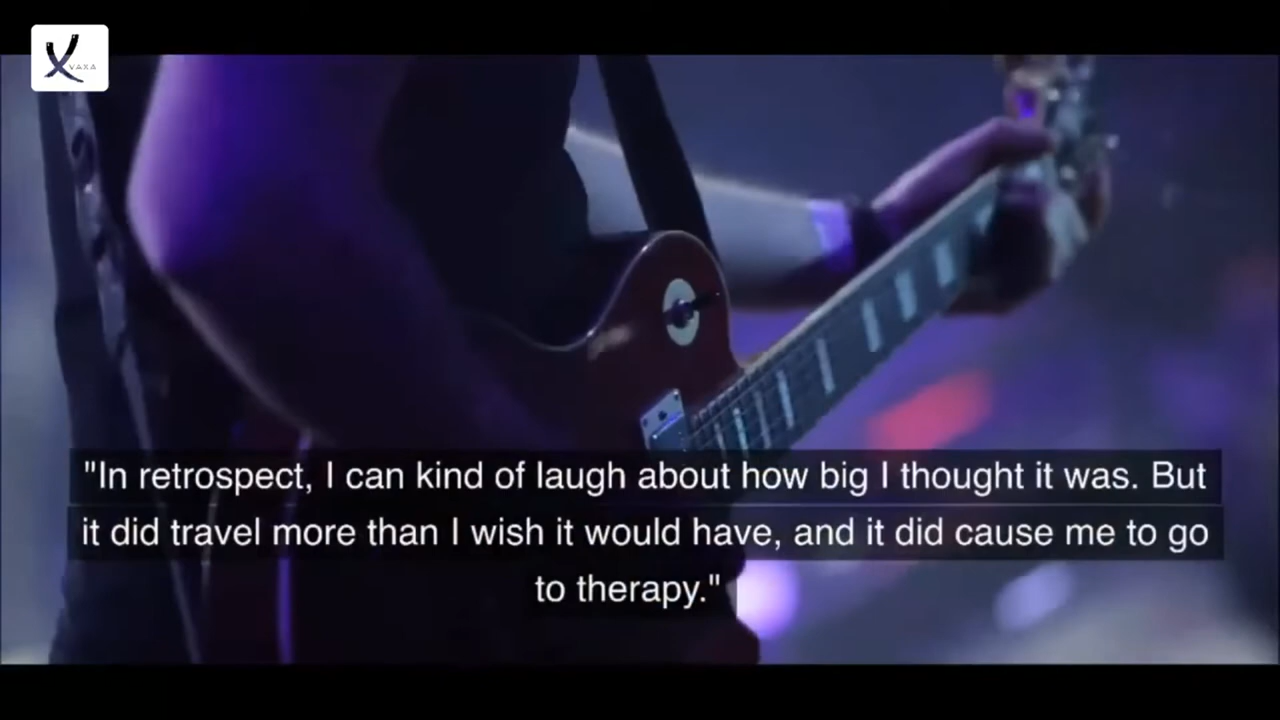 VAXA
"In retrospect, I can kind of laugh about how big I thought it was. But
it did travel more than I wish it would have, and it did cause me to go
to therapy."